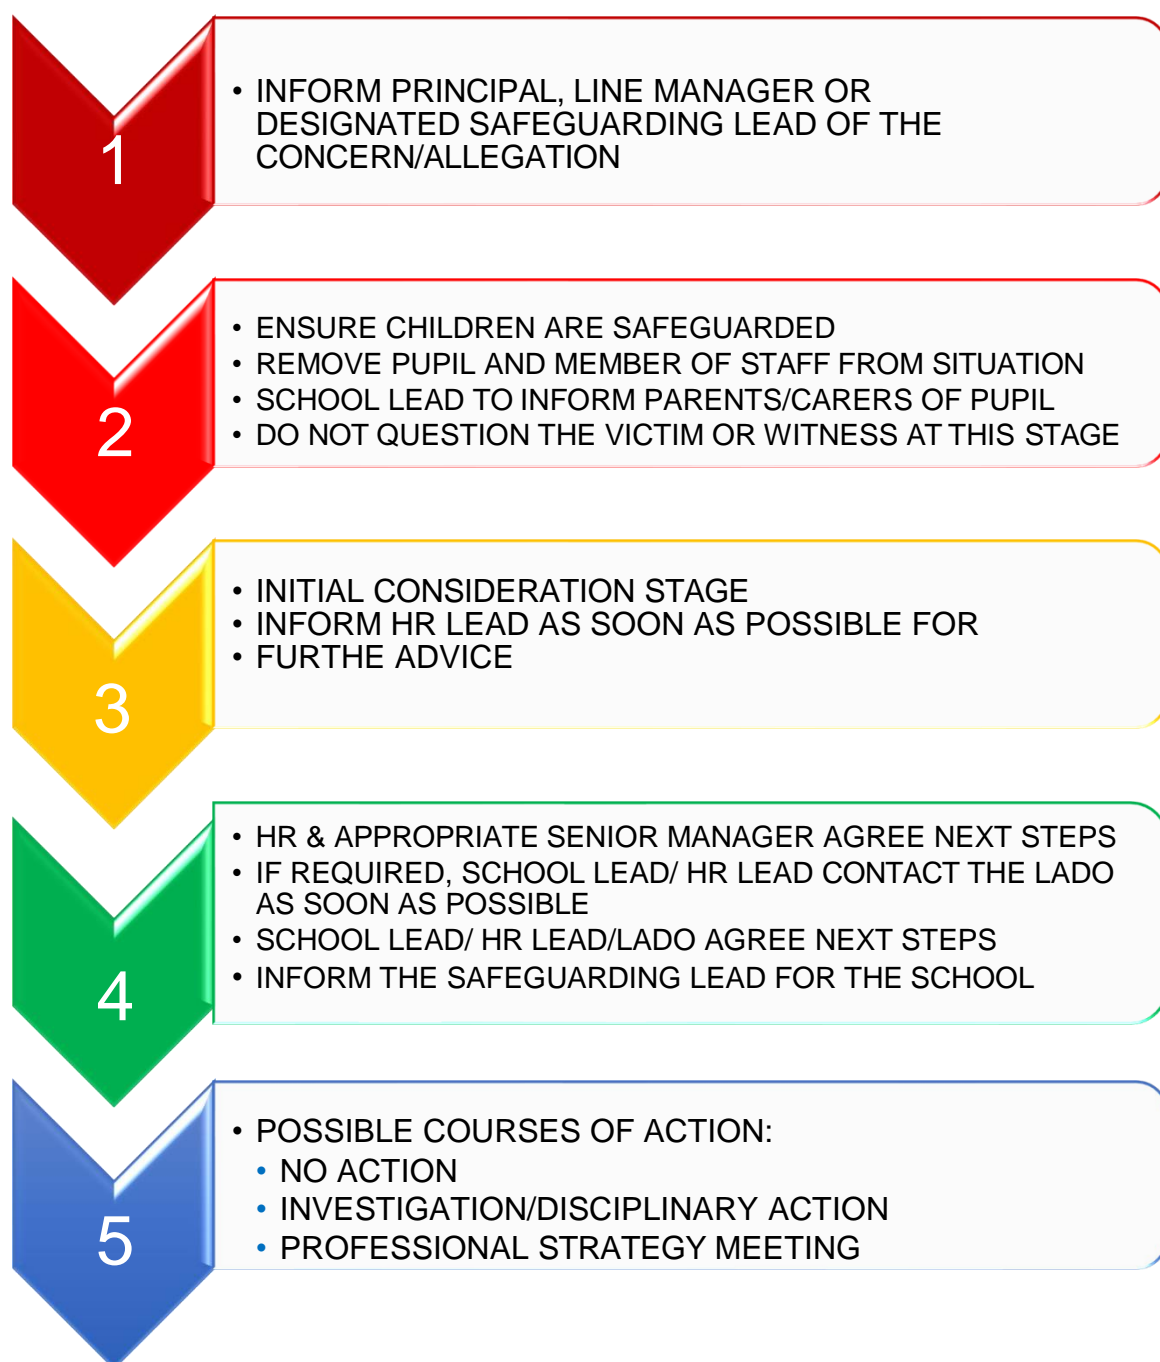 1
• INFORM PRINCIPAL, LINE MANAGER OR
DESIGNATED SAFEGUARDING LEAD OF THE
CONCERN/ALLEGATION
2
• ENSURE CHILDREN ARE SAFEGUARDED
• REMOVE PUPIL AND MEMBER OF STAFF FROM SITUATION
• SCHOOL LEAD TO INFORM PARENTS/CARERS OF PUPIL
• DO NOT QUESTION THE VICTIM OR WITNESS AT THIS STAGE
3
• INITIAL CONSIDERATION STAGE
• INFORM HR LEAD AS SOON AS POSSIBLE FOR
• FURTHE ADVICE
4
• HR & APPROPRIATE SENIOR MANAGER AGREE NEXT STEPS
• IF REQUIRED, SCHOOL LEAD/ HR LEAD CONTACT THE LADO
AS SOON AS POSSIBLE
• SCHOOL LEAD/ HR LEAD/LADO AGREE NEXT STEPS
• INFORM THE SAFEGUARDING LEAD FOR THE SCHOOL
5
• POSSIBLE COURSES OF ACTION:
• NO ACTION
• INVESTIGATION/DISCIPLINARY ACTION
• PROFESSIONAL STRATEGY MEETING